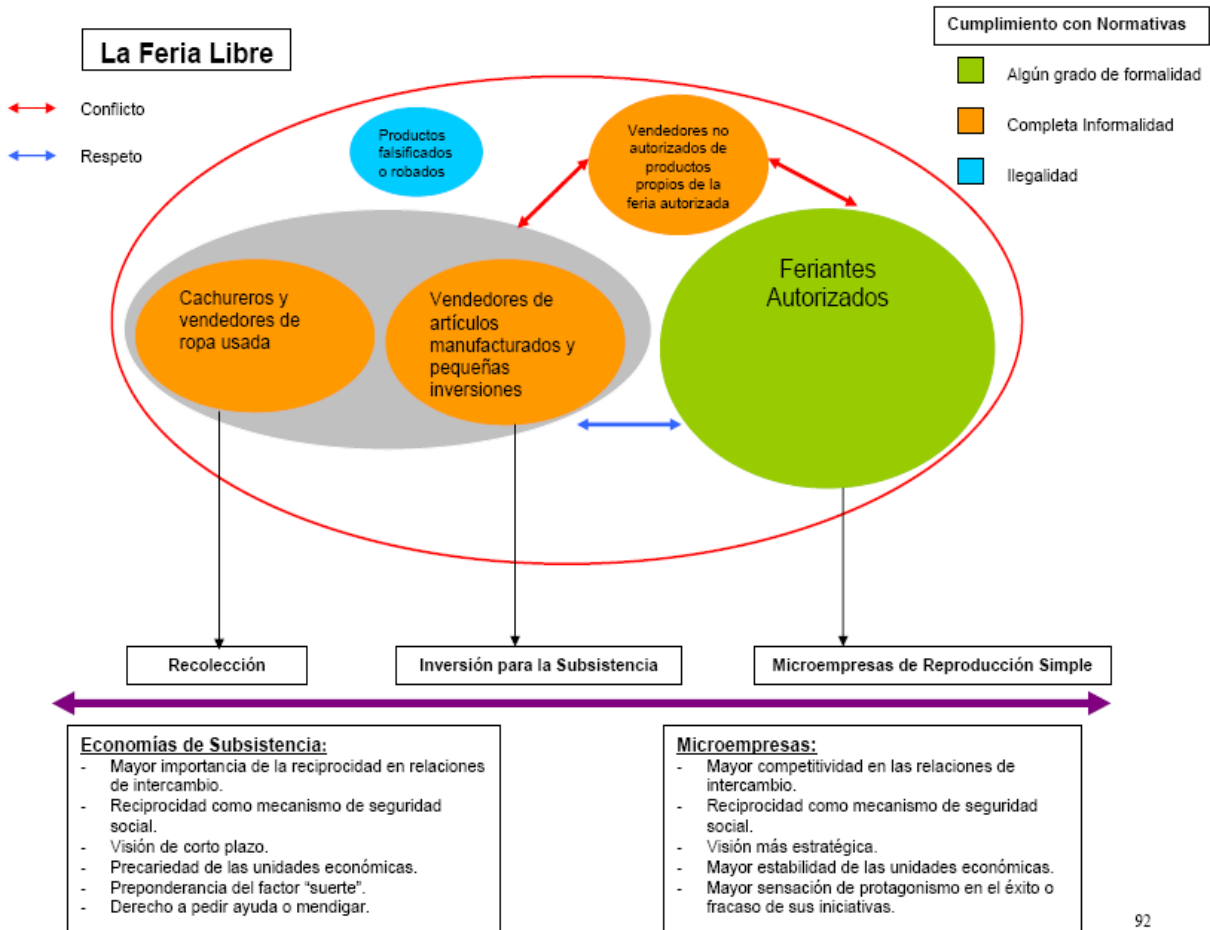 La Feria Libre
Conflicto
Respeto
Cumplimiento con Normativas
Algún grado de formalidad
Completa Informalidad
Ilegalidad
Productos
falsificados
o robados
Vendedores no
autorizados de
productos
propios de la
feria autorizada
Feriantes
Autorizados
Cachureros y
vendedores de
ropa usada
Vendedores de
artículos
manufacturados y
pequeñas
inversiones
Recolección
Inversión para la Subsistencia
Microempresas de Reproducción Simple
Economías de Subsistencia:
- Mayor importancia de la reciprocidad en relaciones
de intercambio.
- Reciprocidad como mecanismo de seguridad
social.
- Visión de corto plazo.
- Precariedad de las unidades económicas.
- Preponderancia del factor “suerte”.
- Derecho a pedir ayuda o mendigar.
Microempresas:
- Mayor competitividad en las relaciones de
intercambio.
- Reciprocidad como mecanismo de seguridad
social.
- Visión más estratégica.
- Mayor estabilidad de las unidades económicas.
- Mayor sensación de protagonismo en el éxito o
fracaso de sus iniciativas.
92